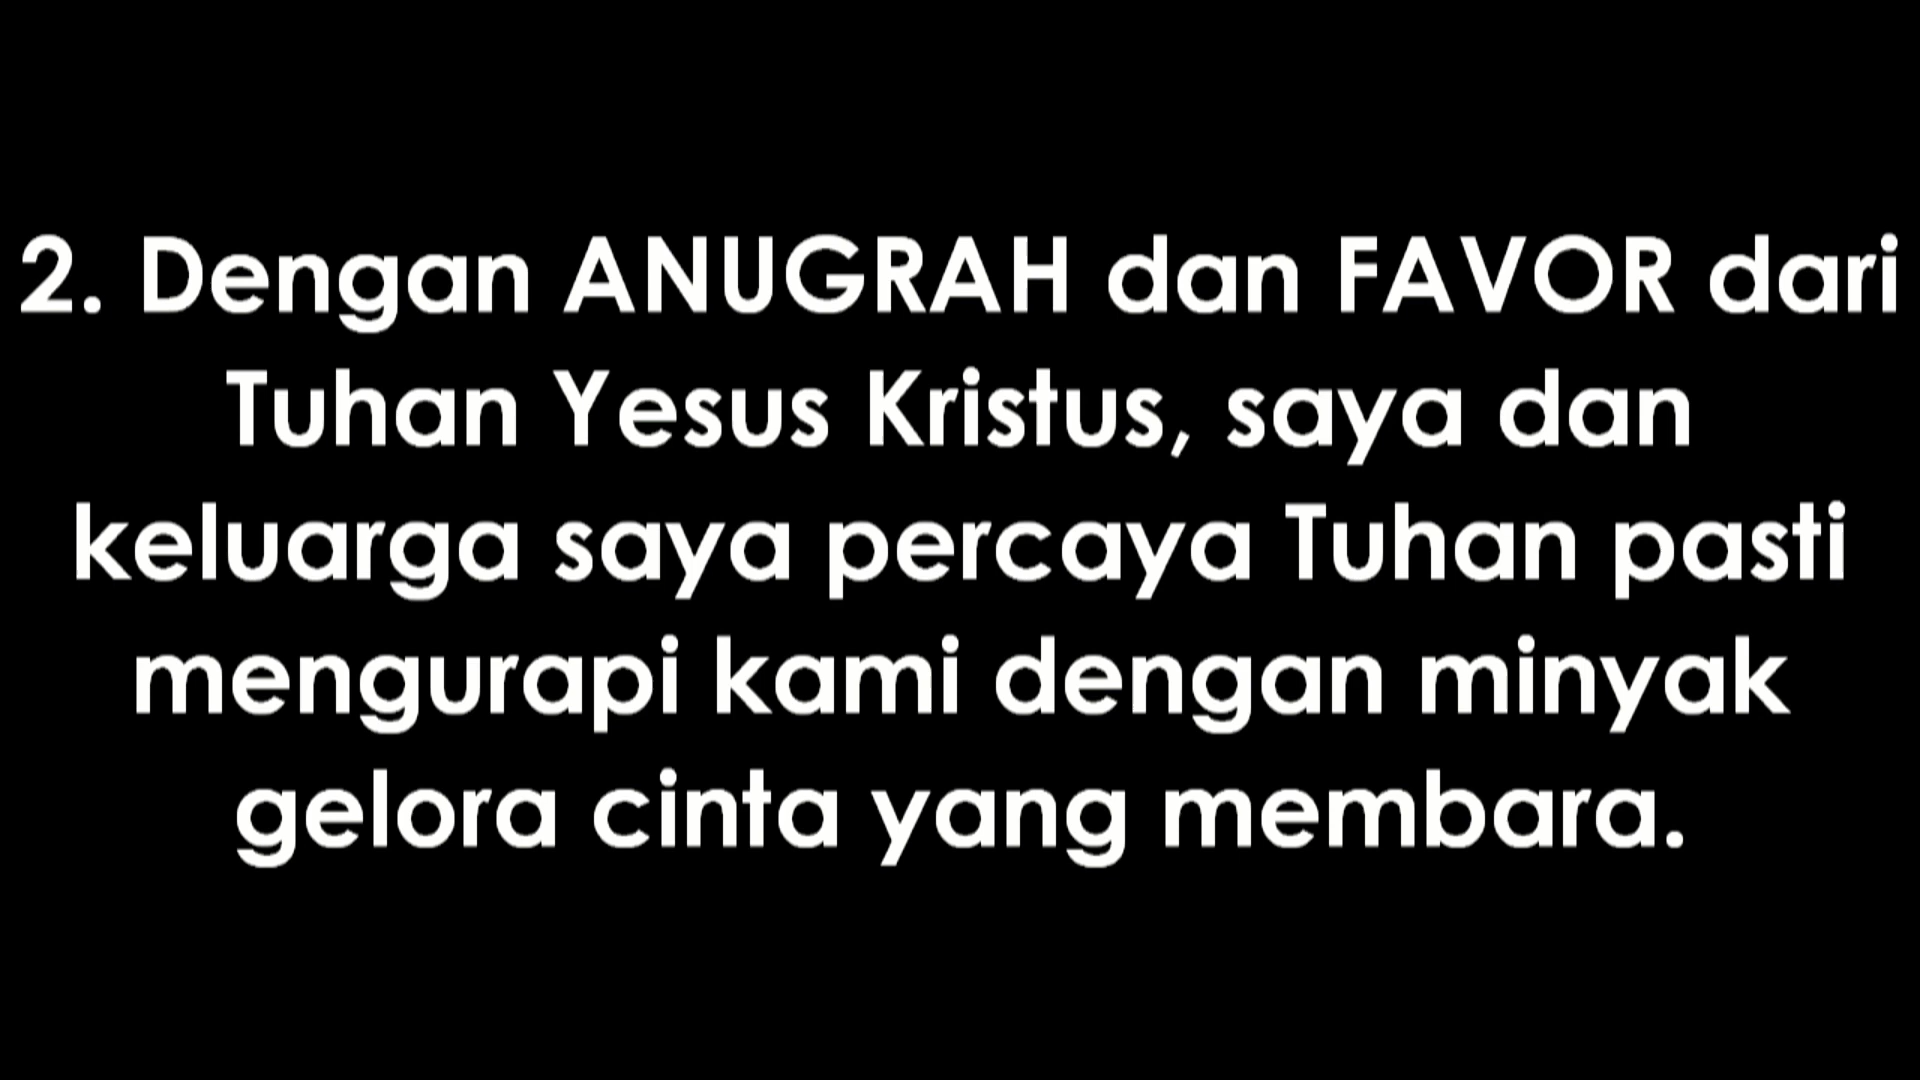 2. Dengan ANUGRAH dan FAVOR dari
Tuhan Yesus Kristus, saya dan
keluarga saya percaya Tuhan pasti
mengurapi kami dengan minyak
gelora cinta yang membara.